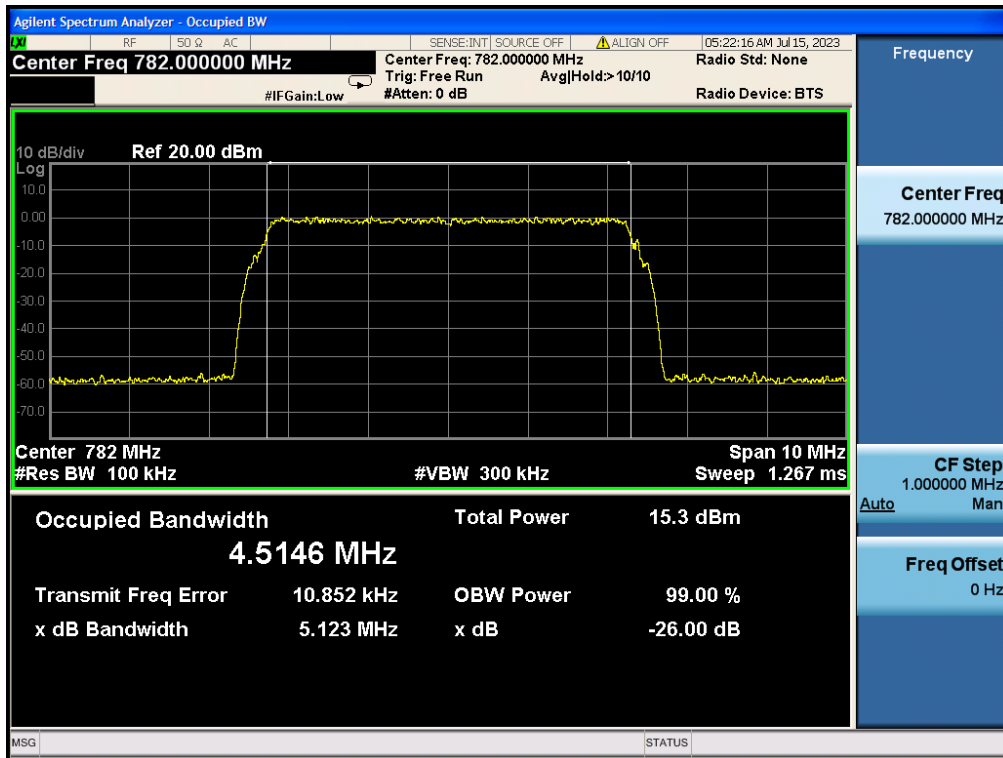 Agilent Spectrum Analyzer - Occupied BW
LXI RF 50 Ω AC SENSE:INT SOURCE OFF ALIGN OFF 05:22:16 AM Jul 15, 2023
Center Freq 782.000000 MHz
Center Freq: 782.000000 MHz
Radio Std: None
Trig: Free Run Avg|Hold:>10/10
#IFGain:Low
#Atten: 0 dB
Radio Device: BTS
10 dB/div Ref 20.00 dBm
Log
10.0
0.00
-10.0
-20.0
-30.0
-40.0
-50.0
-60.0
-70.0
Center 782 MHz Span 10 MHz
#Res BW 100 kHz #VBW 300 kHz Sweep 1.267 ms
Occupied Bandwidth Total Power 15.3 dBm
4.5146 MHz
Transmit Freq Error 10.852 kHz OBW Power 99.00 %
x dB Bandwidth 5.123 MHz x dB -26.00 dB
Frequency
Center Freq
782.000000 MHz
CF Step
1.000000 MHz
Auto Man
Freq Offset
0 Hz
MSG STATUS